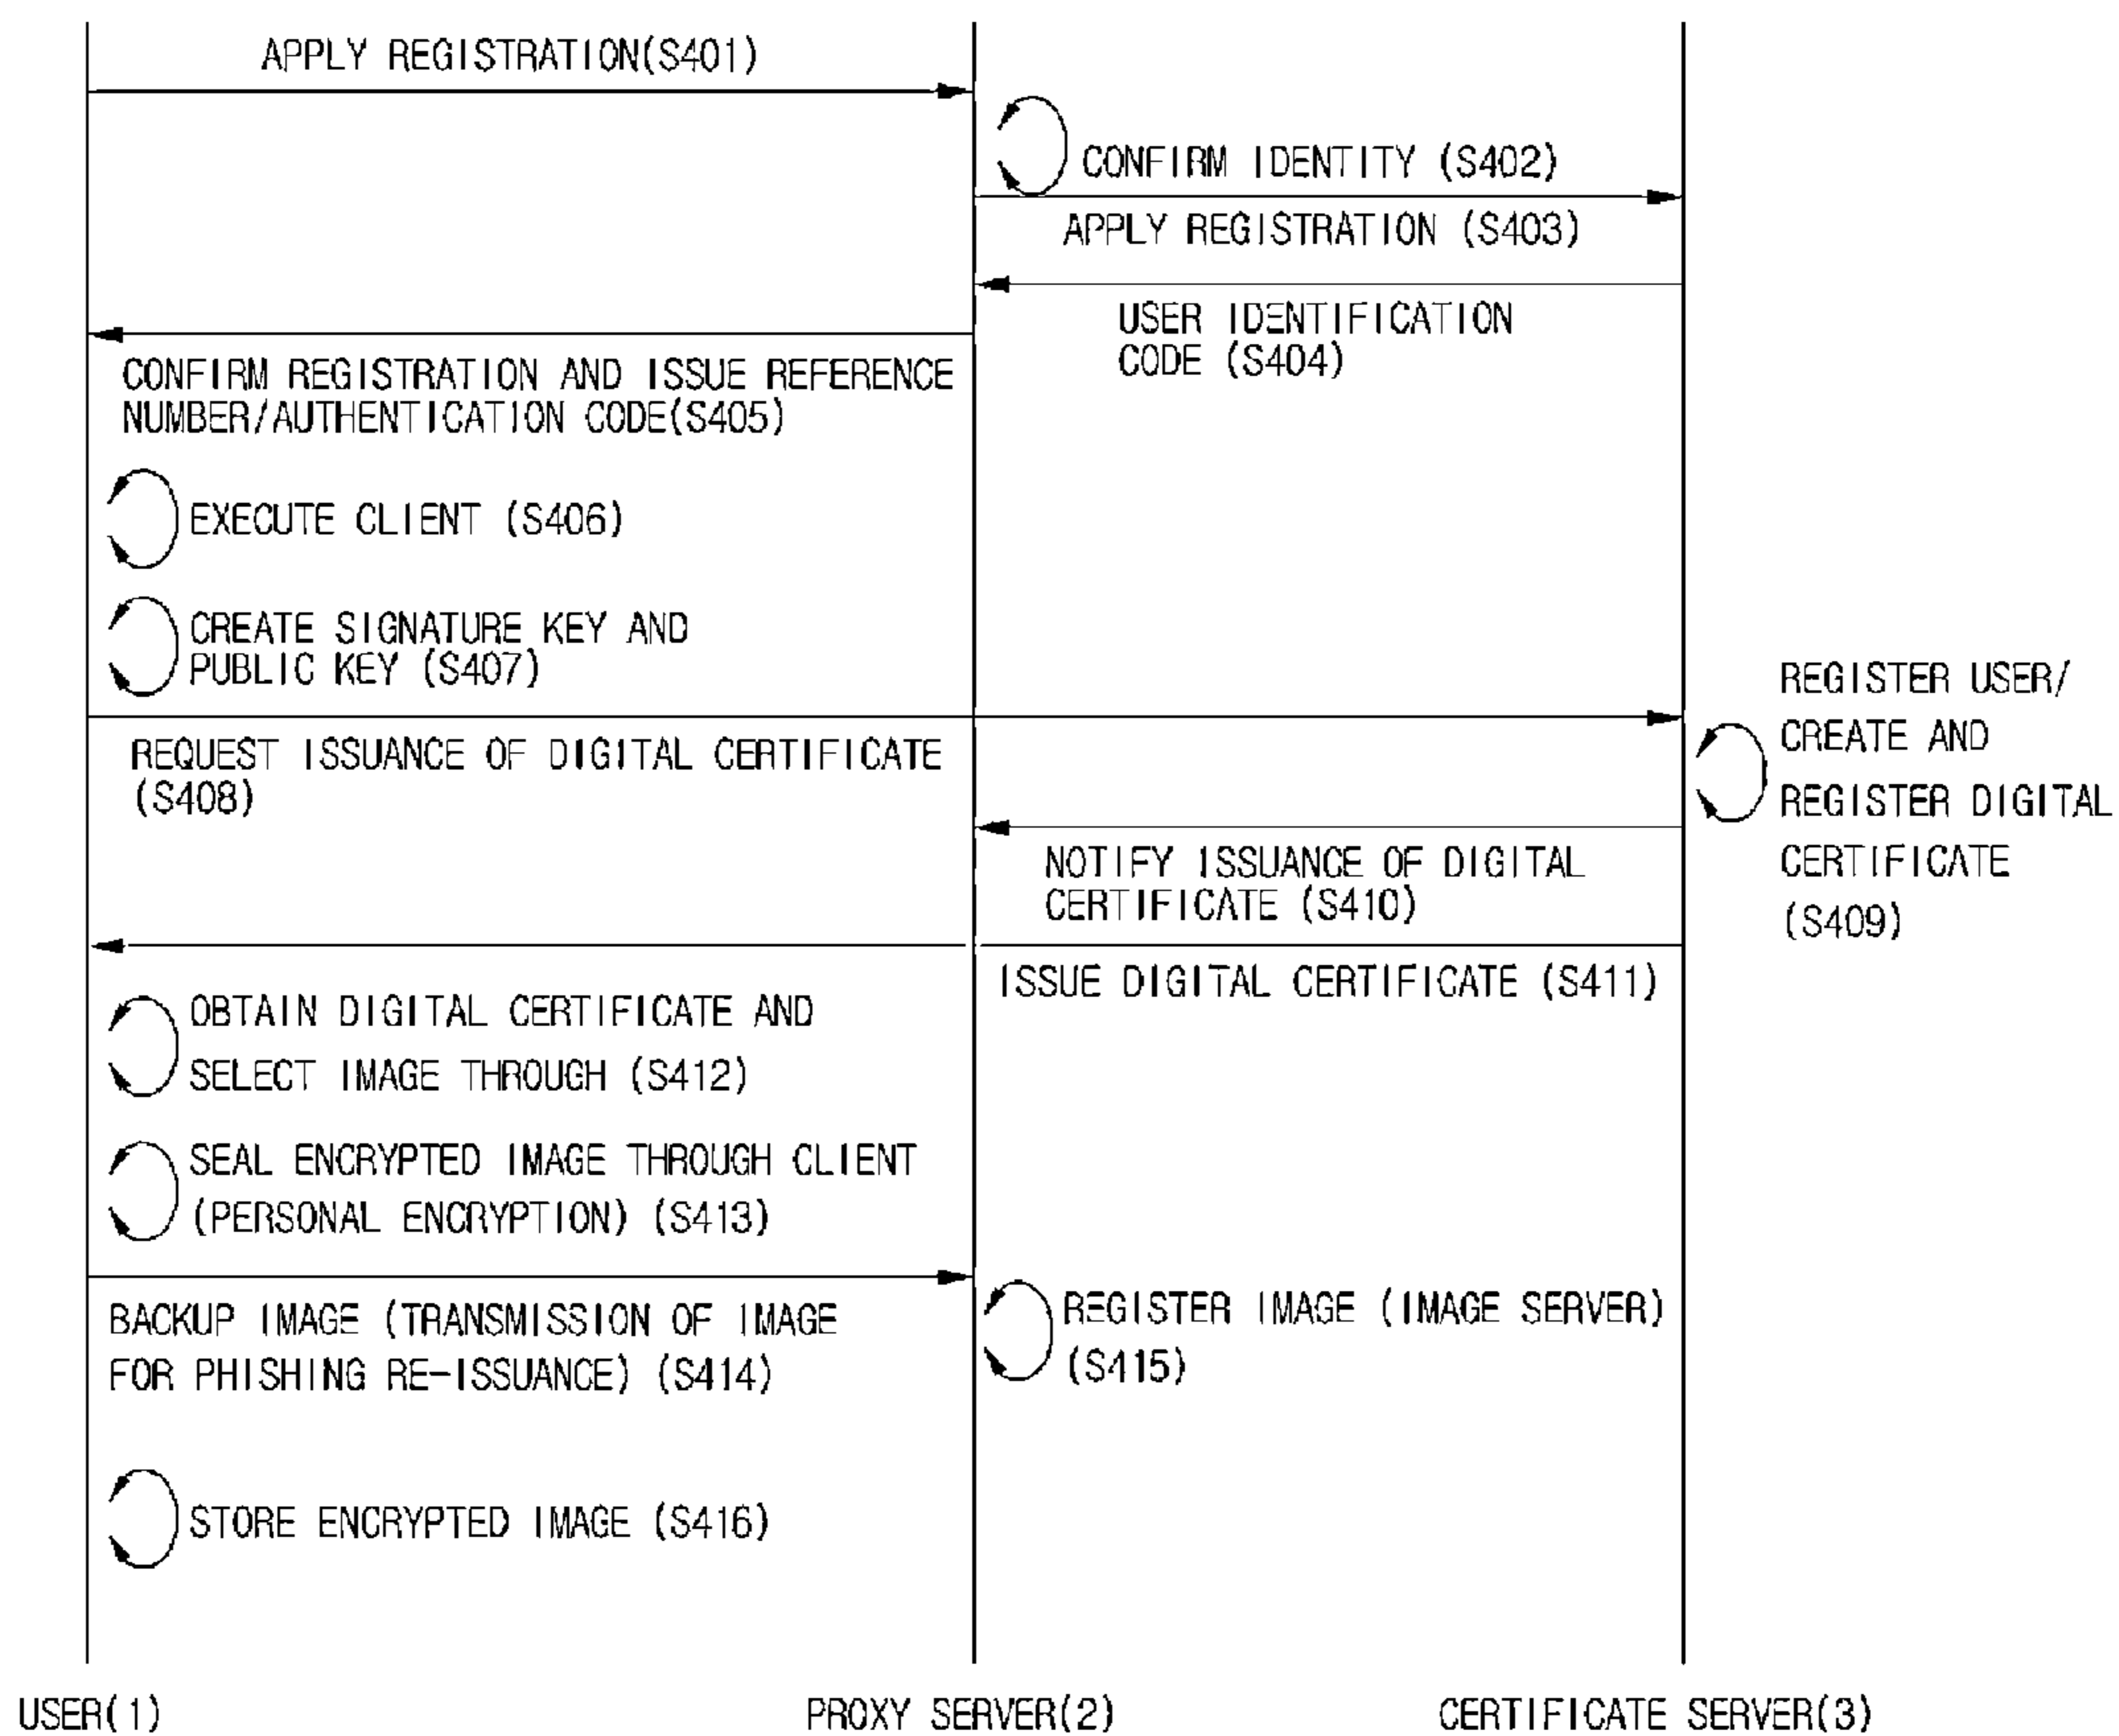 APPLY REGISTRATION(S401)
CONFIRM IDENTITY (S402)
APPLY REGISTRATION (S403)
USER IDENTIFICATION
CODE (S404)
CONFIRM REGISTRATION AND ISSUE REFERENCE
NUMBER/AUTHENTICATION CODE(S405)
EXECUTE CLIENT (S406)
CREATE SIGNATURE KEY AND
PUBLIC KEY (S407)
REQUEST ISSUANCE OF DIGITAL CERTIFICATE
(S408)
REGISTER USER/
CREATE AND
REGISTER DIGITAL
CERTIFICATE
(S409)
NOTIFY ISSUANCE OF DIGITAL
CERTIFICATE (S410)
ISSUE DIGITAL CERTIFICATE (S411)
OBTAIN DIGITAL CERTIFICATE AND
SELECT IMAGE THROUGH (S412)
SEAL ENCRYPTED IMAGE THROUGH CLIENT
(PERSONAL ENCRYPTION) (S413)
BACKUP IMAGE (TRANSMISSION OF IMAGE
FOR PHISHING RE-ISSUANCE) (S414)
REGISTER IMAGE (IMAGE SERVER)
(S415)
STORE ENCRYPTED IMAGE (S416)
USER(1)
PROXY SERVER(2)
CERTIFICATE SERVER(3)